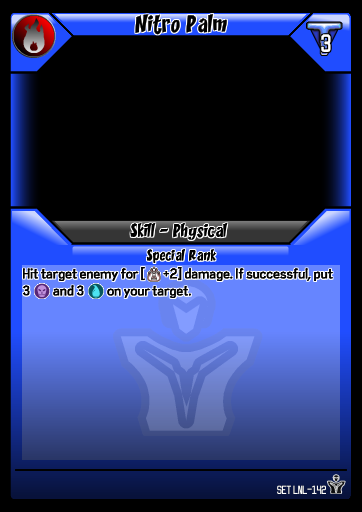 Nitro Palm
3
Skill - Physical
Special Rank
Hit target enemy for [ +2] damage. If successful, put
3 and 3 on your target.
SET LNL-142